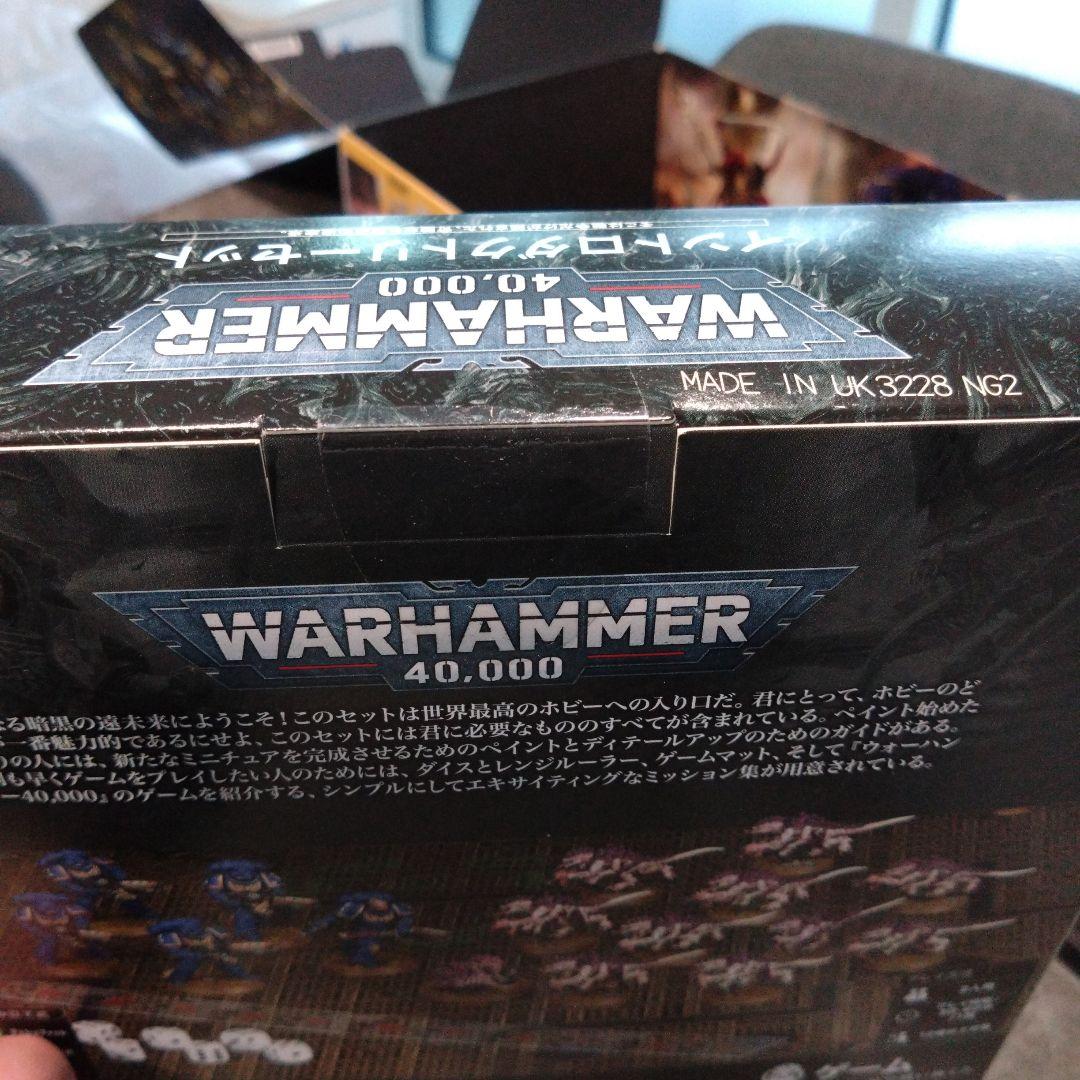 インドロダクトリーセット
WARHAMMER
40,000
MADE IN UK 3228 NG2
WARHAMMER
40,000
る暗黒の遠未来にようこそ!このセットは世界最高のホビーへの入り口だ。君にとって、ホビーのど
一番魅力的であるにせよ、このセットには君に必要なもののすべてが含まれている。ペイント始めた
の人には、新たなミニチュアを完成させるためのペイントとディテールアップのためのガイドがある。
も早くゲームをプレイしたい人のためには、ダイスとレンジルーラー、ゲームマット、そして『ウォーハン
ー40,000』のゲームを紹介する、シンプルにしてエキサイティングなミッション集が用意されている。
ゲーム